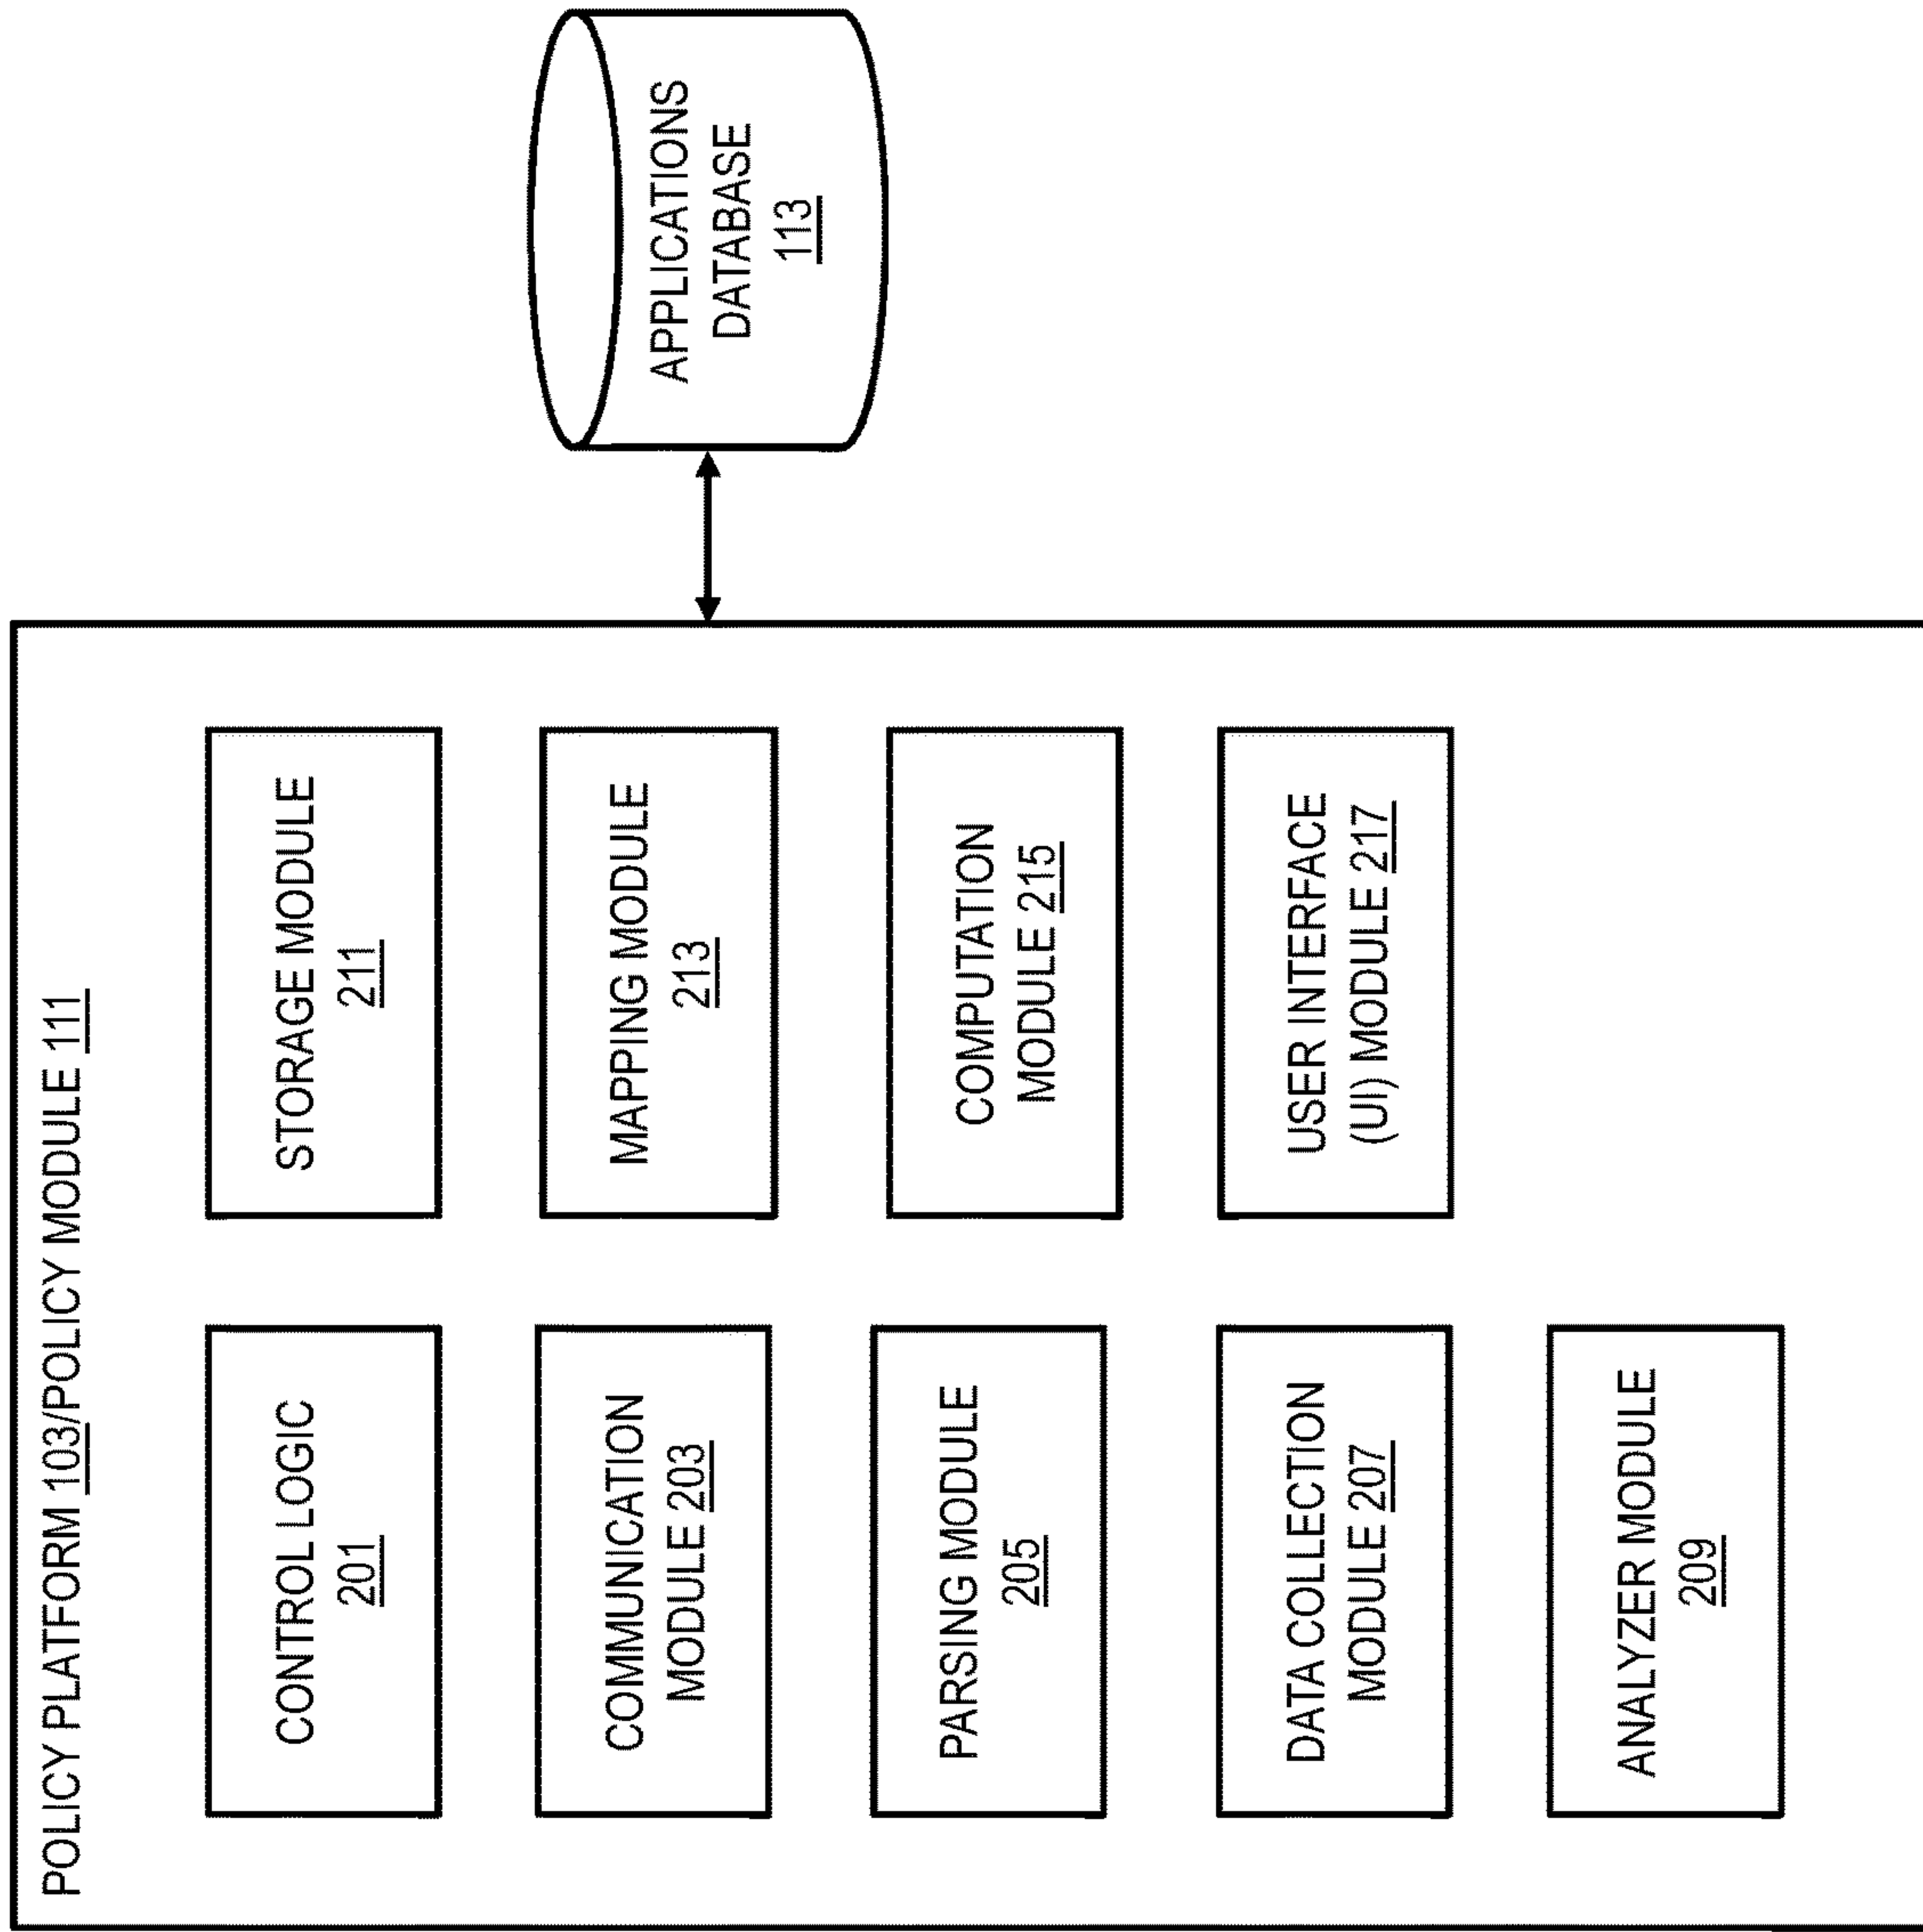 POLICY PLATFORM 103/POLICY MODULE 111
CONTROL LOGIC
201
COMMUNICATION
MODULE 203
PARSING MODULE
205
DATA COLLECTION
MODULE 207
ANALYZER MODULE
209
STORAGE MODULE
211
MAPPING MODULE
213
COMPUTATION
MODULE 215
USER INTERFACE
(UI) MODULE 217
APPLICATIONS
DATABASE
113